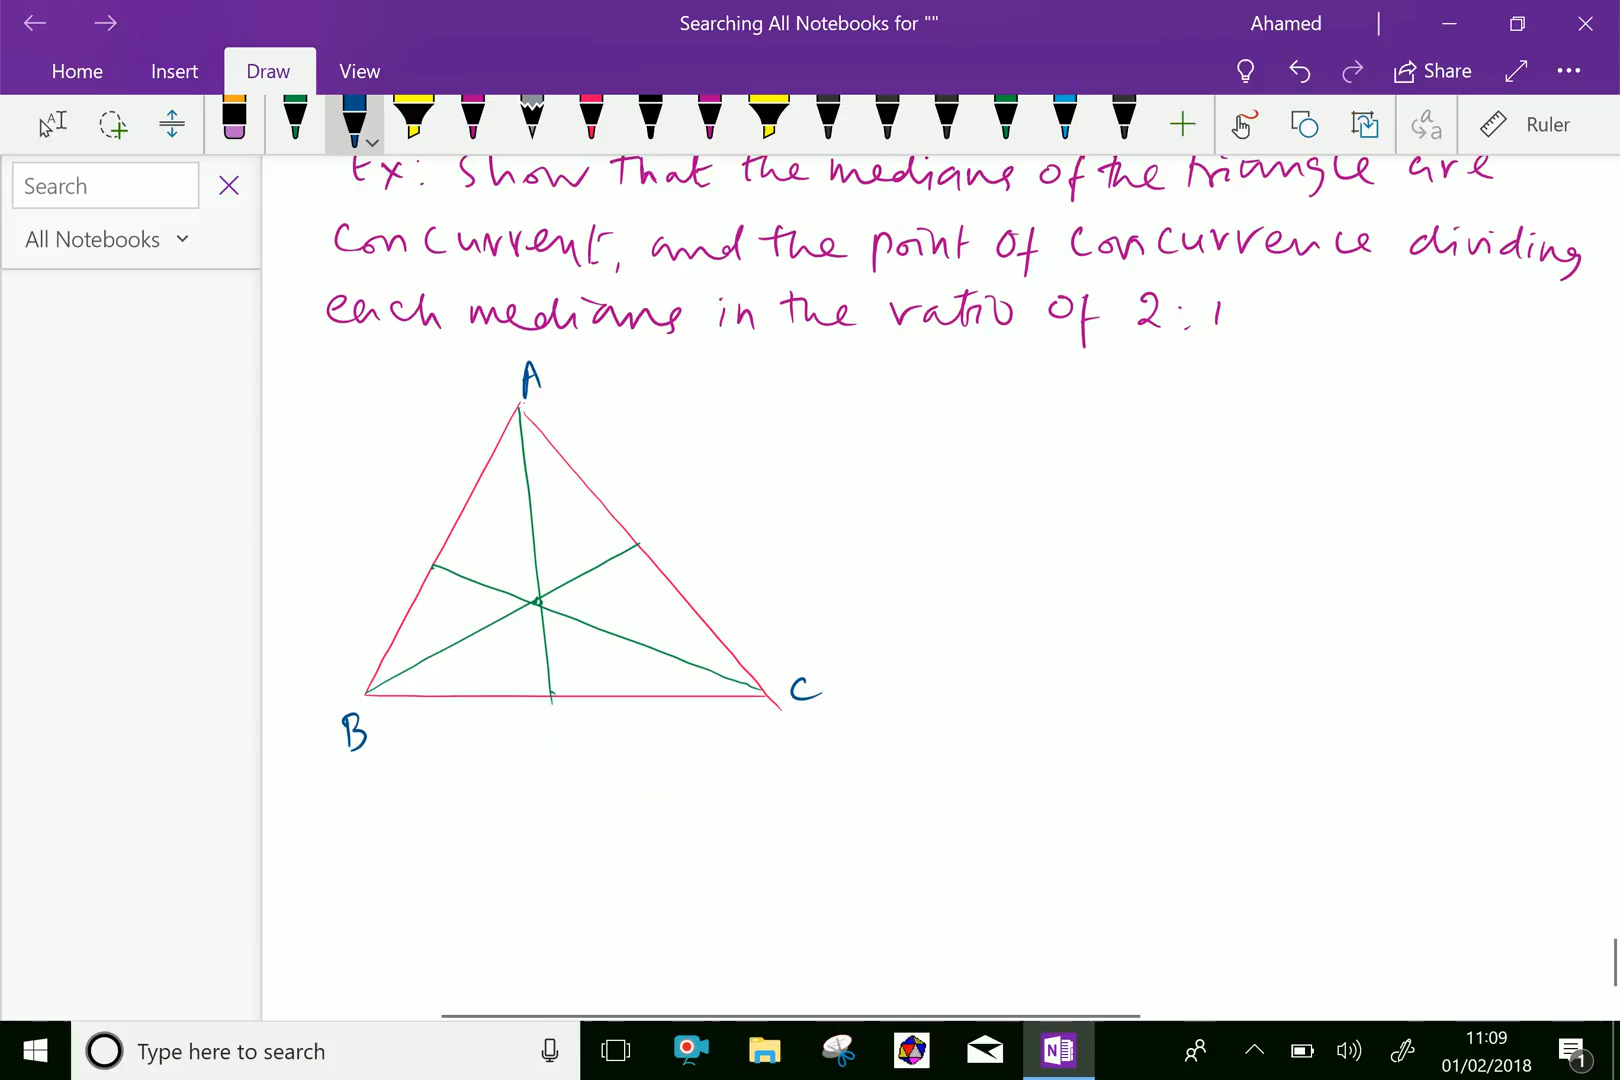 Searching All Notebooks for ""
Ahamed
Home
Insert
Draw
View
Share
Ruler
Search
All Notebooks
Ex: Show that the medians of the triangle are
concurrent, and the point of concurrence dividing
each medians in the ratio of 2:1
A
B
C
Type here to search
11:09
01/02/2018
1